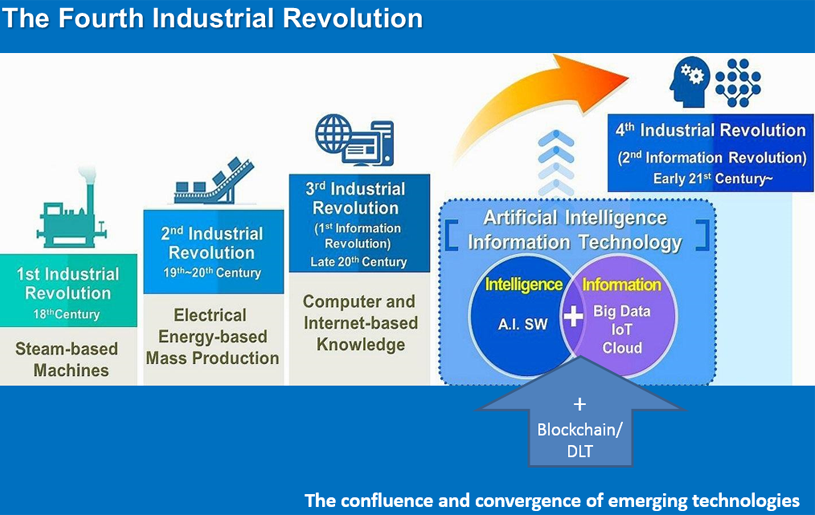 The Fourth Industrial Revolution
1st Industrial
Revolution
18thCentury
Steam-based
Machines
2nd Industrial
Revolution
19th~20th Century
Electrical
Energy-based
Mass Production
3rd Industrial
Revolution
(1st Information
Revolution)
Late 20th Century
Computer and
Internet-based
Knowledge
Artificial Intelligence
Information Technology
Intelligence
A.I. SW
+
Information
Big Data
IoT
Cloud
4th Industrial Revolution
(2nd Information Revolution)
Early 21st Century~
+
Blockchain/
DLT
The confluence and convergence of emerging technologies